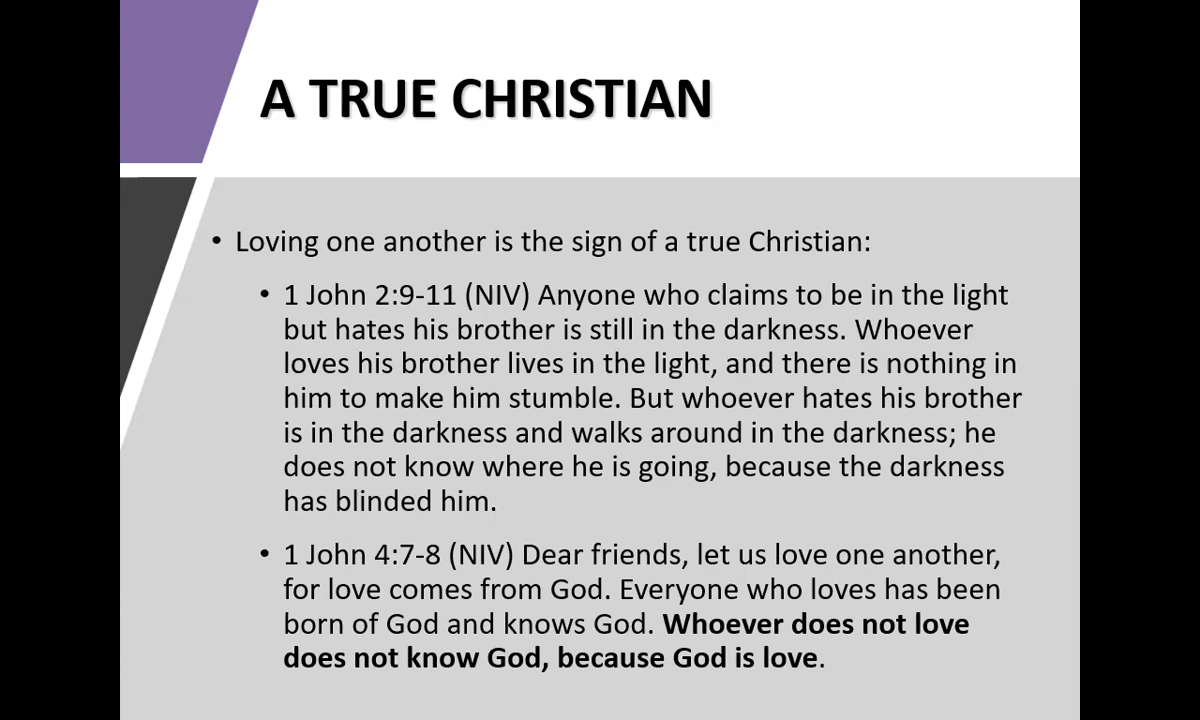 A TRUE CHRISTIAN
• Loving one another is the sign of a true Christian:
• 1 John 2:9-11 (NIV) Anyone who claims to be in the light
but hates his brother is still in the darkness. Whoever
loves his brother lives in the light, and there is nothing in
him to make him stumble. But whoever hates his brother
is in the darkness and walks around in the darkness; he
does not know where he is going, because the darkness
has blinded him.
• 1 John 4:7-8 (NIV) Dear friends, let us love one another,
for love comes from God. Everyone who loves has been
born of God and knows God. Whoever does not love
does not know God, because God is love.